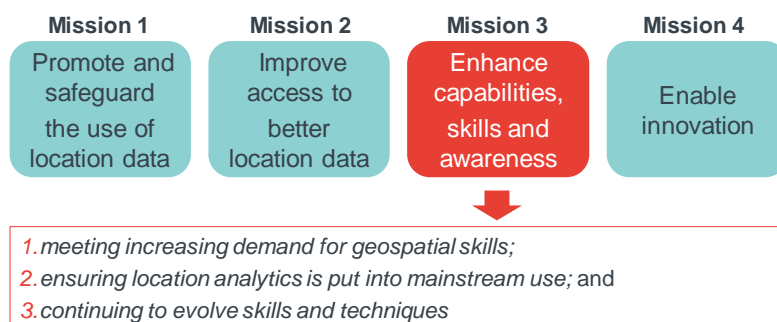 Mission 1
Mission 2
Mission 3
Mission 4
Promote and
safeguard
the use of
location data
Improve
access to
better
location data
Enhance
capabilities,
skills and
awareness
Enable
innovation
1. meeting increasing demand for geospatial skills;
2. ensuring location analytics is put into mainstream use; and
3. continuing to evolve skills and techniques